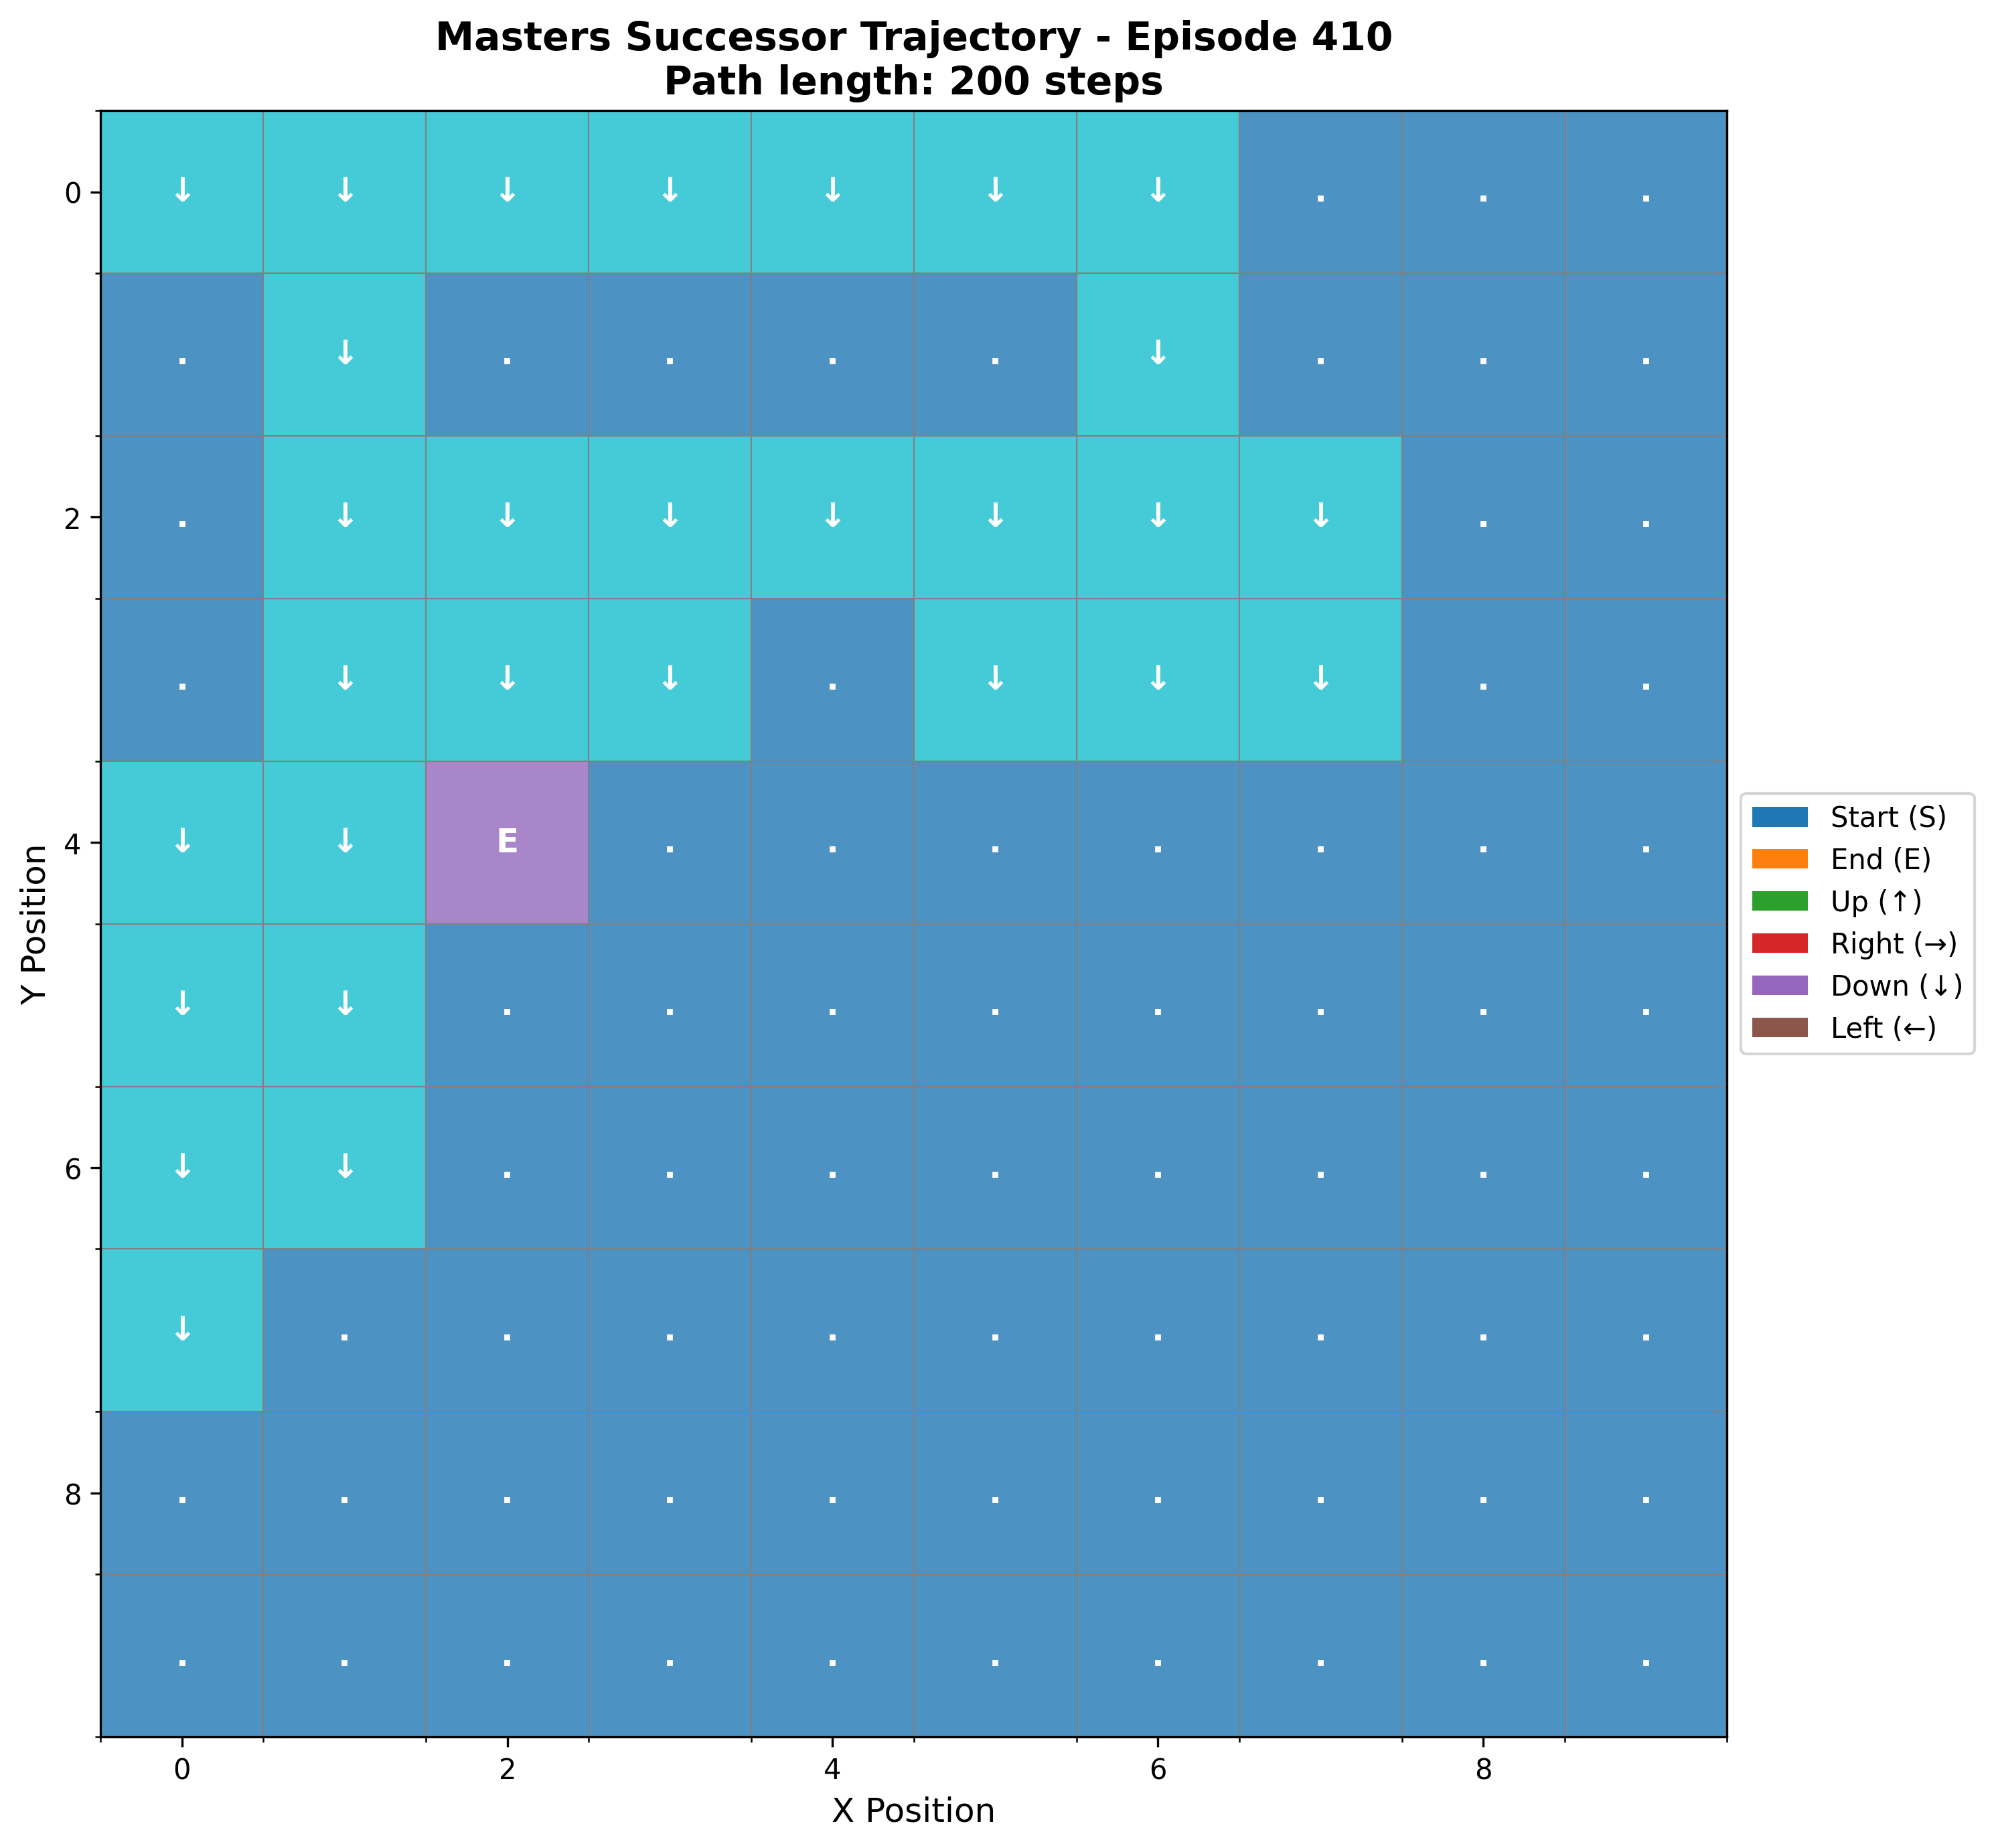 Masters Successor Trajectory - Episode 410
Path length: 200 steps
0 ↓ ↓ ↓ ↓ ↓ ↓ ↓ . . .
. ↓ . . . . ↓ . . .
2 . ↓ ↓ ↓ ↓ ↓ ↓ ↓ . .
. ↓ ↓ ↓ . ↓ ↓ ↓ . .
4 ↓ ↓ E . . . . . . .
↓ ↓ . . . . . . . .
6 ↓ ↓ . . . . . . . .
↓ . . . . . . . . .
8 . . . . . . . . . .
. . . . . . . . . .
0 2 4 6 8
X Position
Y Position
Start (S)
End (E)
Up (↑)
Right (→)
Down (↓)
Left (←)